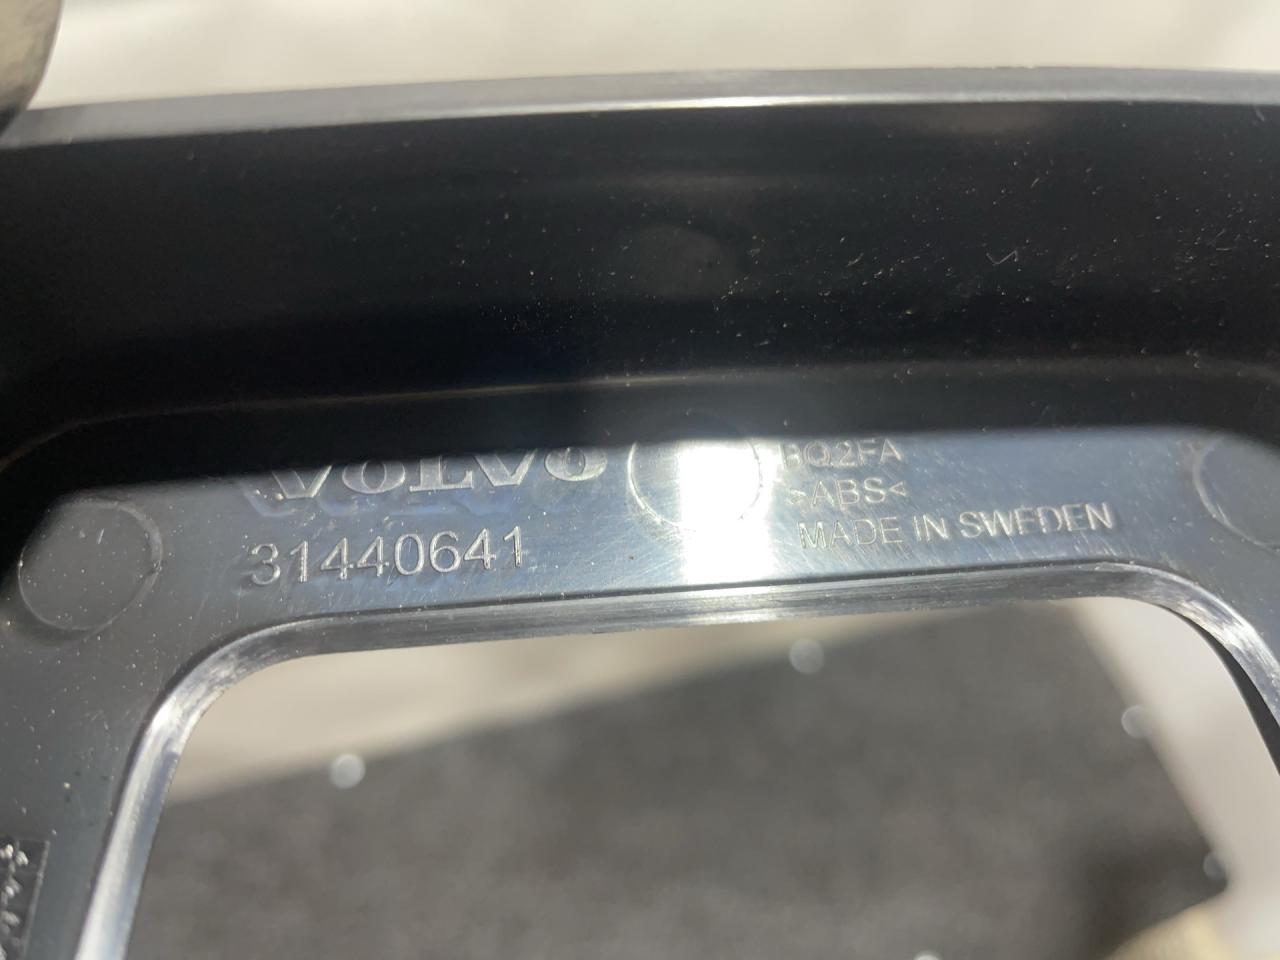 VOLVO
31440641
BQ2FA
>ABS<
MADE IN SWEDEN